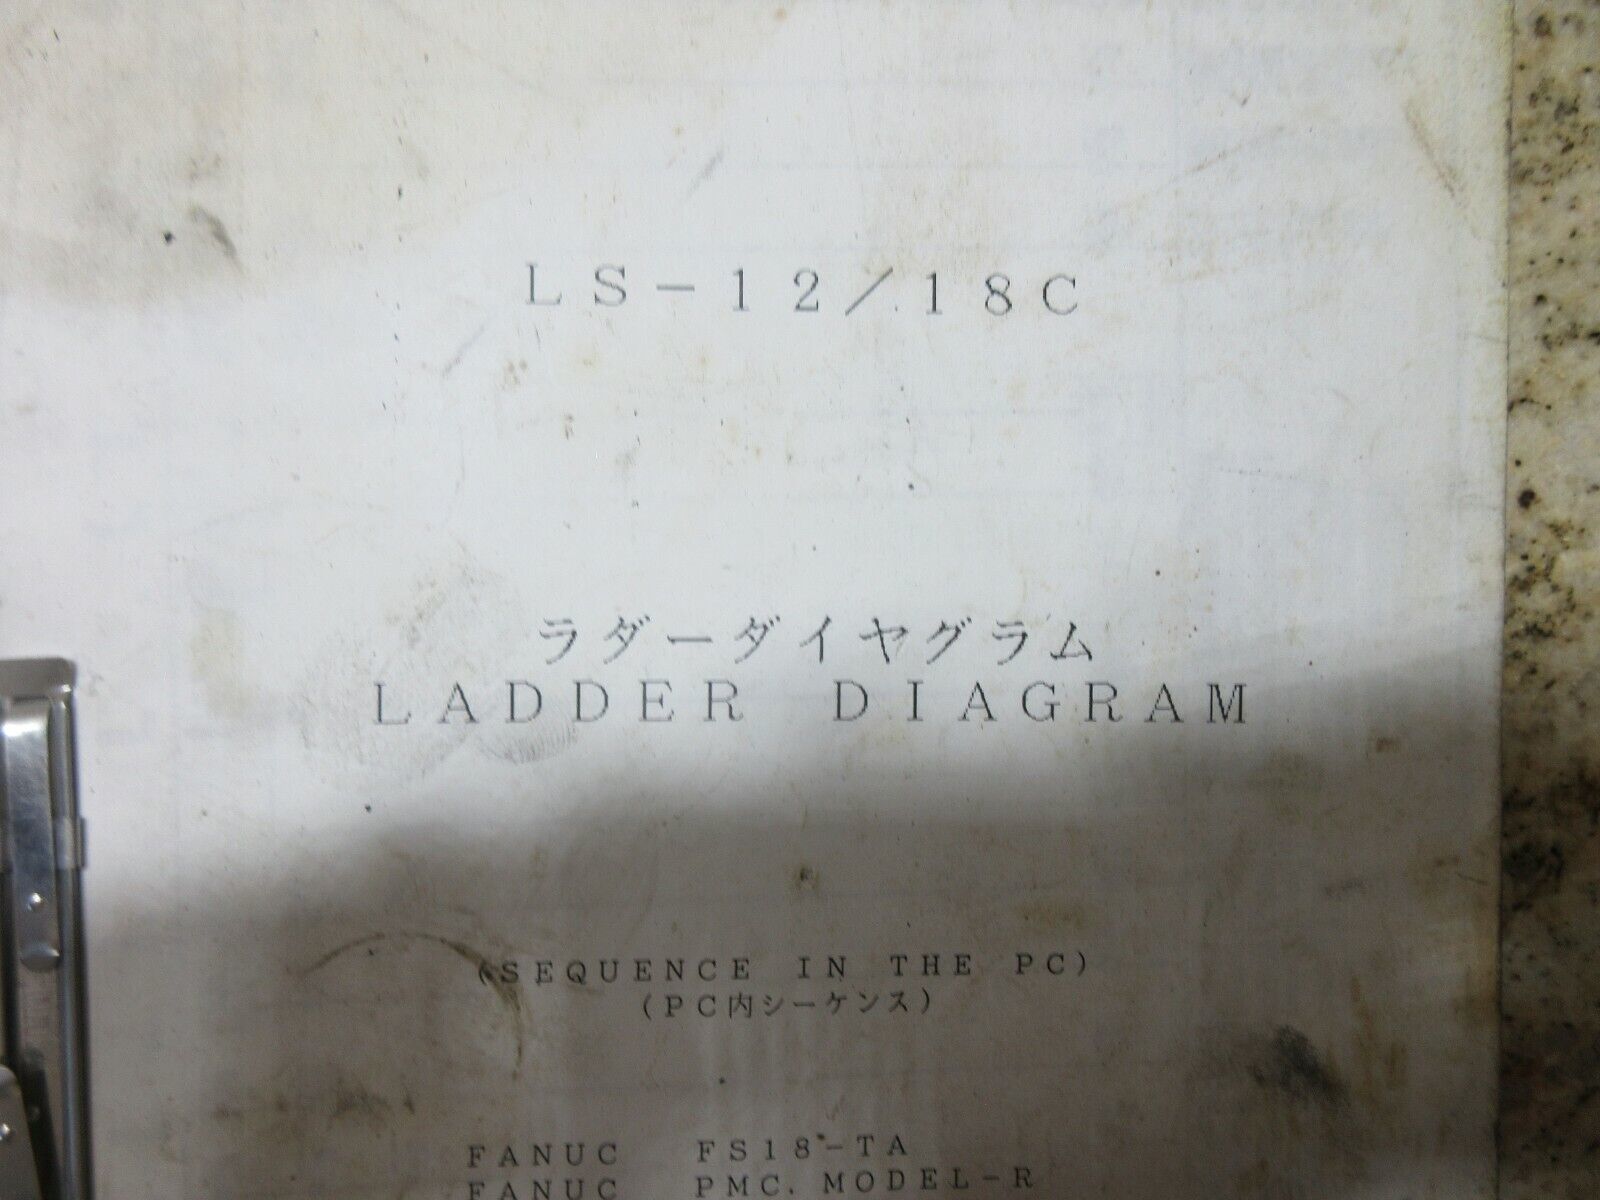 LS-12/18C
ラダーダイヤグラム
LADDER DIAGRAM
(SEQUENCE IN THE PC)
(PC内シーケンス)
FANUC FS18-TA
FANUC PMC. MODEL-R